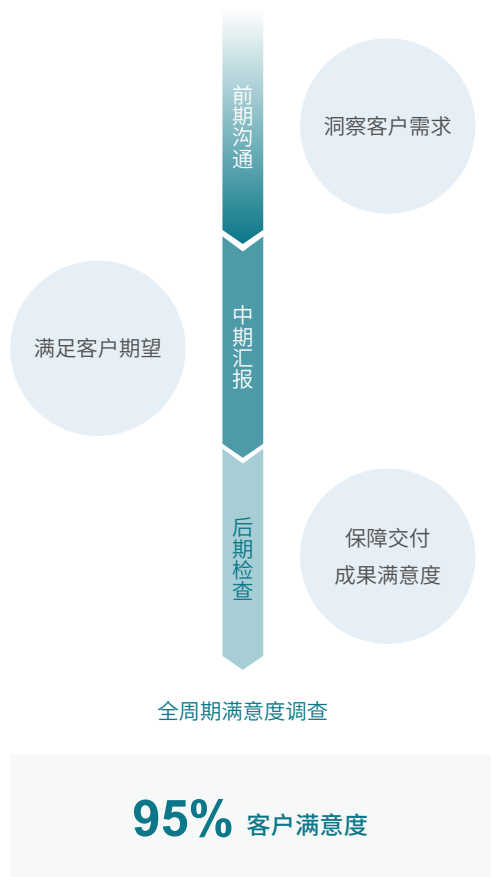 前期沟通
洞察客户需求
中期汇报
满足客户期望
后期检查
保障交付
成果满意度
全周期满意度调查
95% 客户满意度